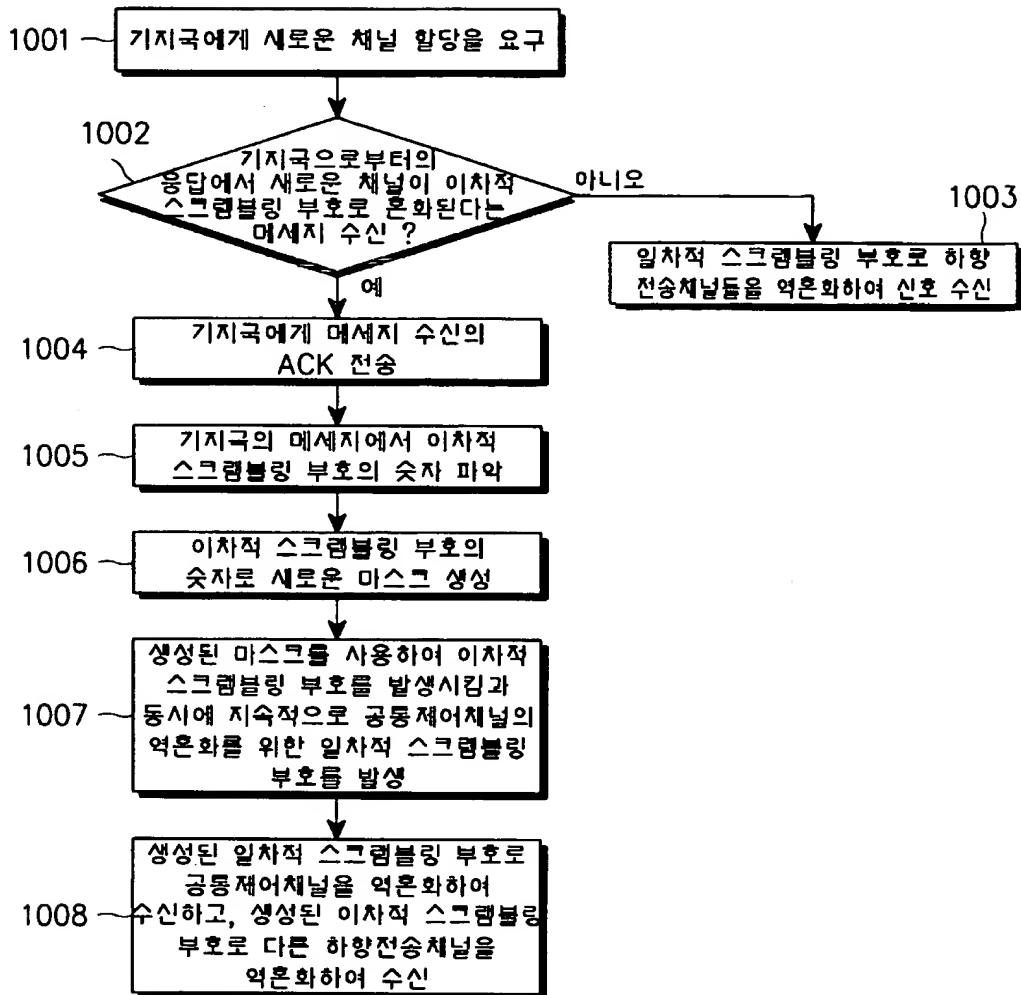 1001
기지국에게 새로운 채널 할당을 요구
1002
기지국으로부터의
응답에서 새로운 채널이 이차적
스크램블링 부호로 혼화된다는
메세지 수신 ?
아니오
1003
일차적 스크램블링 부호로 하향
전송채널들을 역혼화하여 신호 수신
예
1004
기지국에게 메세지 수신의
ACK 전송
1005
기지국의 메세지에서 이차적
스크램블링 부호의 숫자 파악
1006
이차적 스크램블링 부호의
숫자로 새로운 마스크 생성
1007
생성된 마스크를 사용하여 이차적
스크램블링 부호를 발생시킴과
동시에 지속적으로 공통제어채널의
역혼화를 위한 일차적 스크램블링
부호를 발생
1008
생성된 일차적 스크램블링 부호로
공통제어채널을 역혼화하여
수신하고, 생성된 이차적 스크램블링
부호로 다른 하향전송채널을
역혼화하여 수신